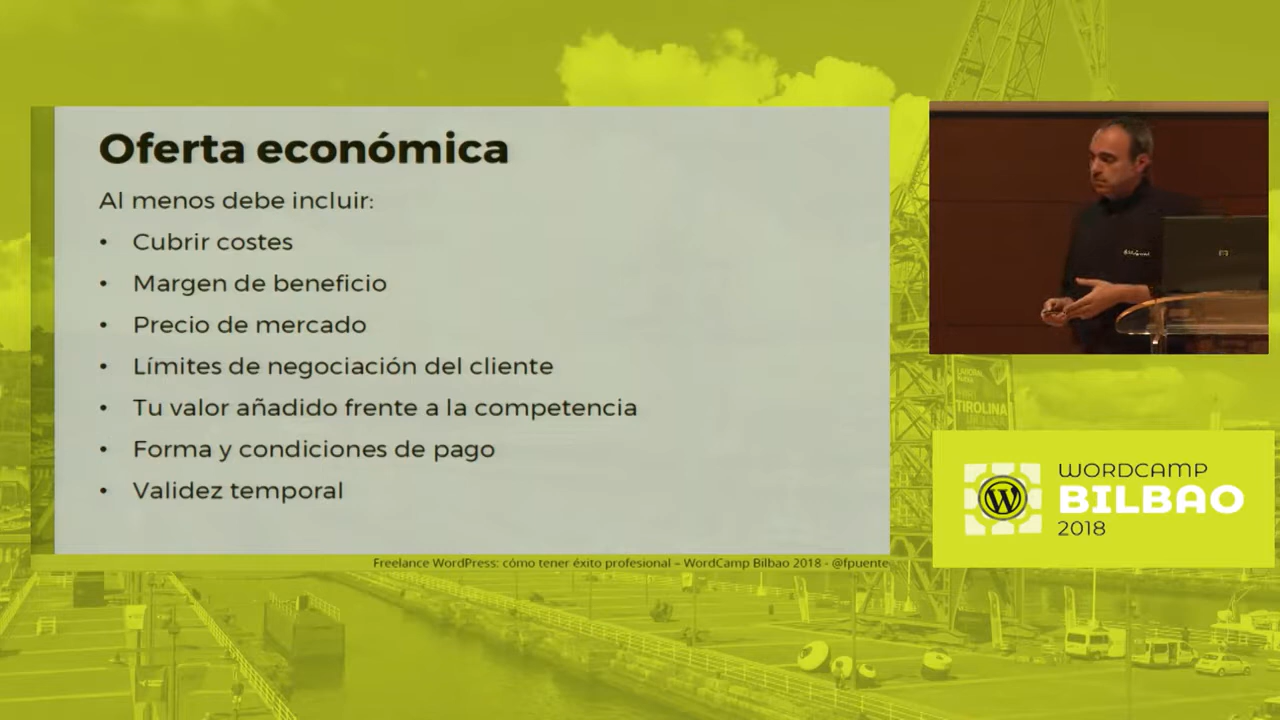 Oferta económica
Al menos debe incluir:
• Cubrir costes
• Margen de beneficio
• Precio de mercado
• Límites de negociación del cliente
• Tu valor añadido frente a la competencia
• Forma y condiciones de pago
• Validez temporal
Freelance WordPress: cómo tener éxito profesional – WordCamp Bilbao 2018 - @fpuente
TIROLINA
WORDCAMP
BILBAO
2018